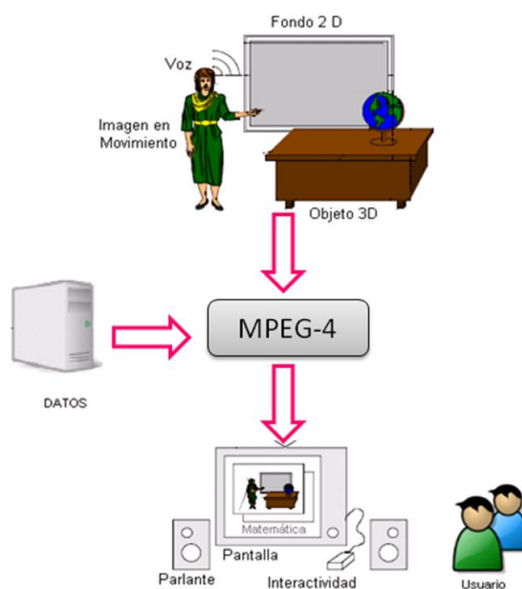 Fondo 2 D
Voz
Imagen en
Movimiento
Objeto 3D
MPEG-4
DATOS
Matemática
Pantalla
Parlante
Interactividad
Usuario